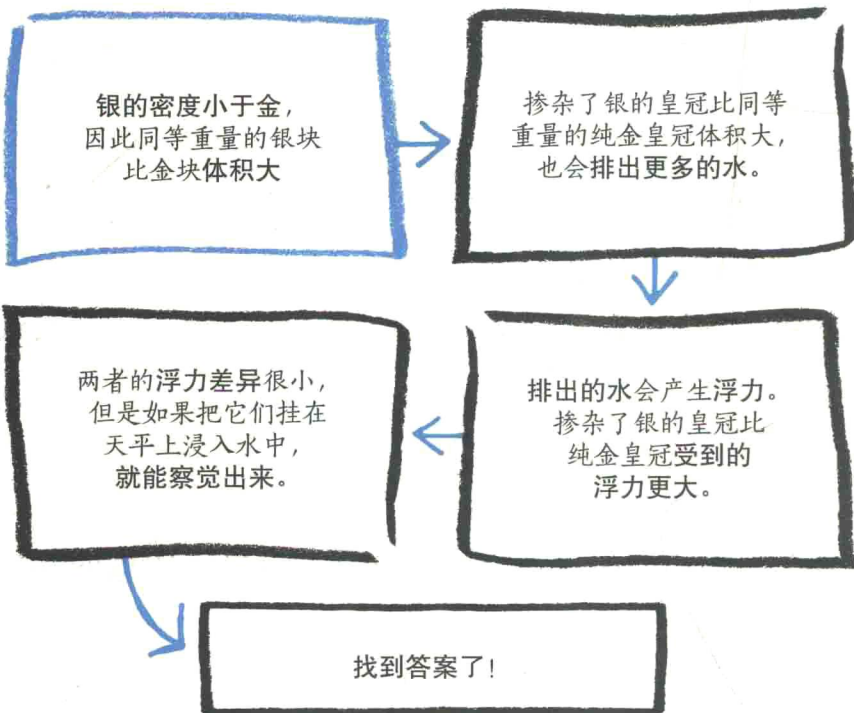 银的密度小于金，
因此同等重量的银块
比金块体积大
掺杂了银的皇冠比同等
重量的纯金皇冠体积大，
也会排出更多的水。
排出的水会产生浮力。
掺杂了银的皇冠比
纯金皇冠受到的
浮力更大。
两者的浮力差异很小，
但是如果把它们挂在
天平上浸入水中，
就能察觉出来。
找到答案了！